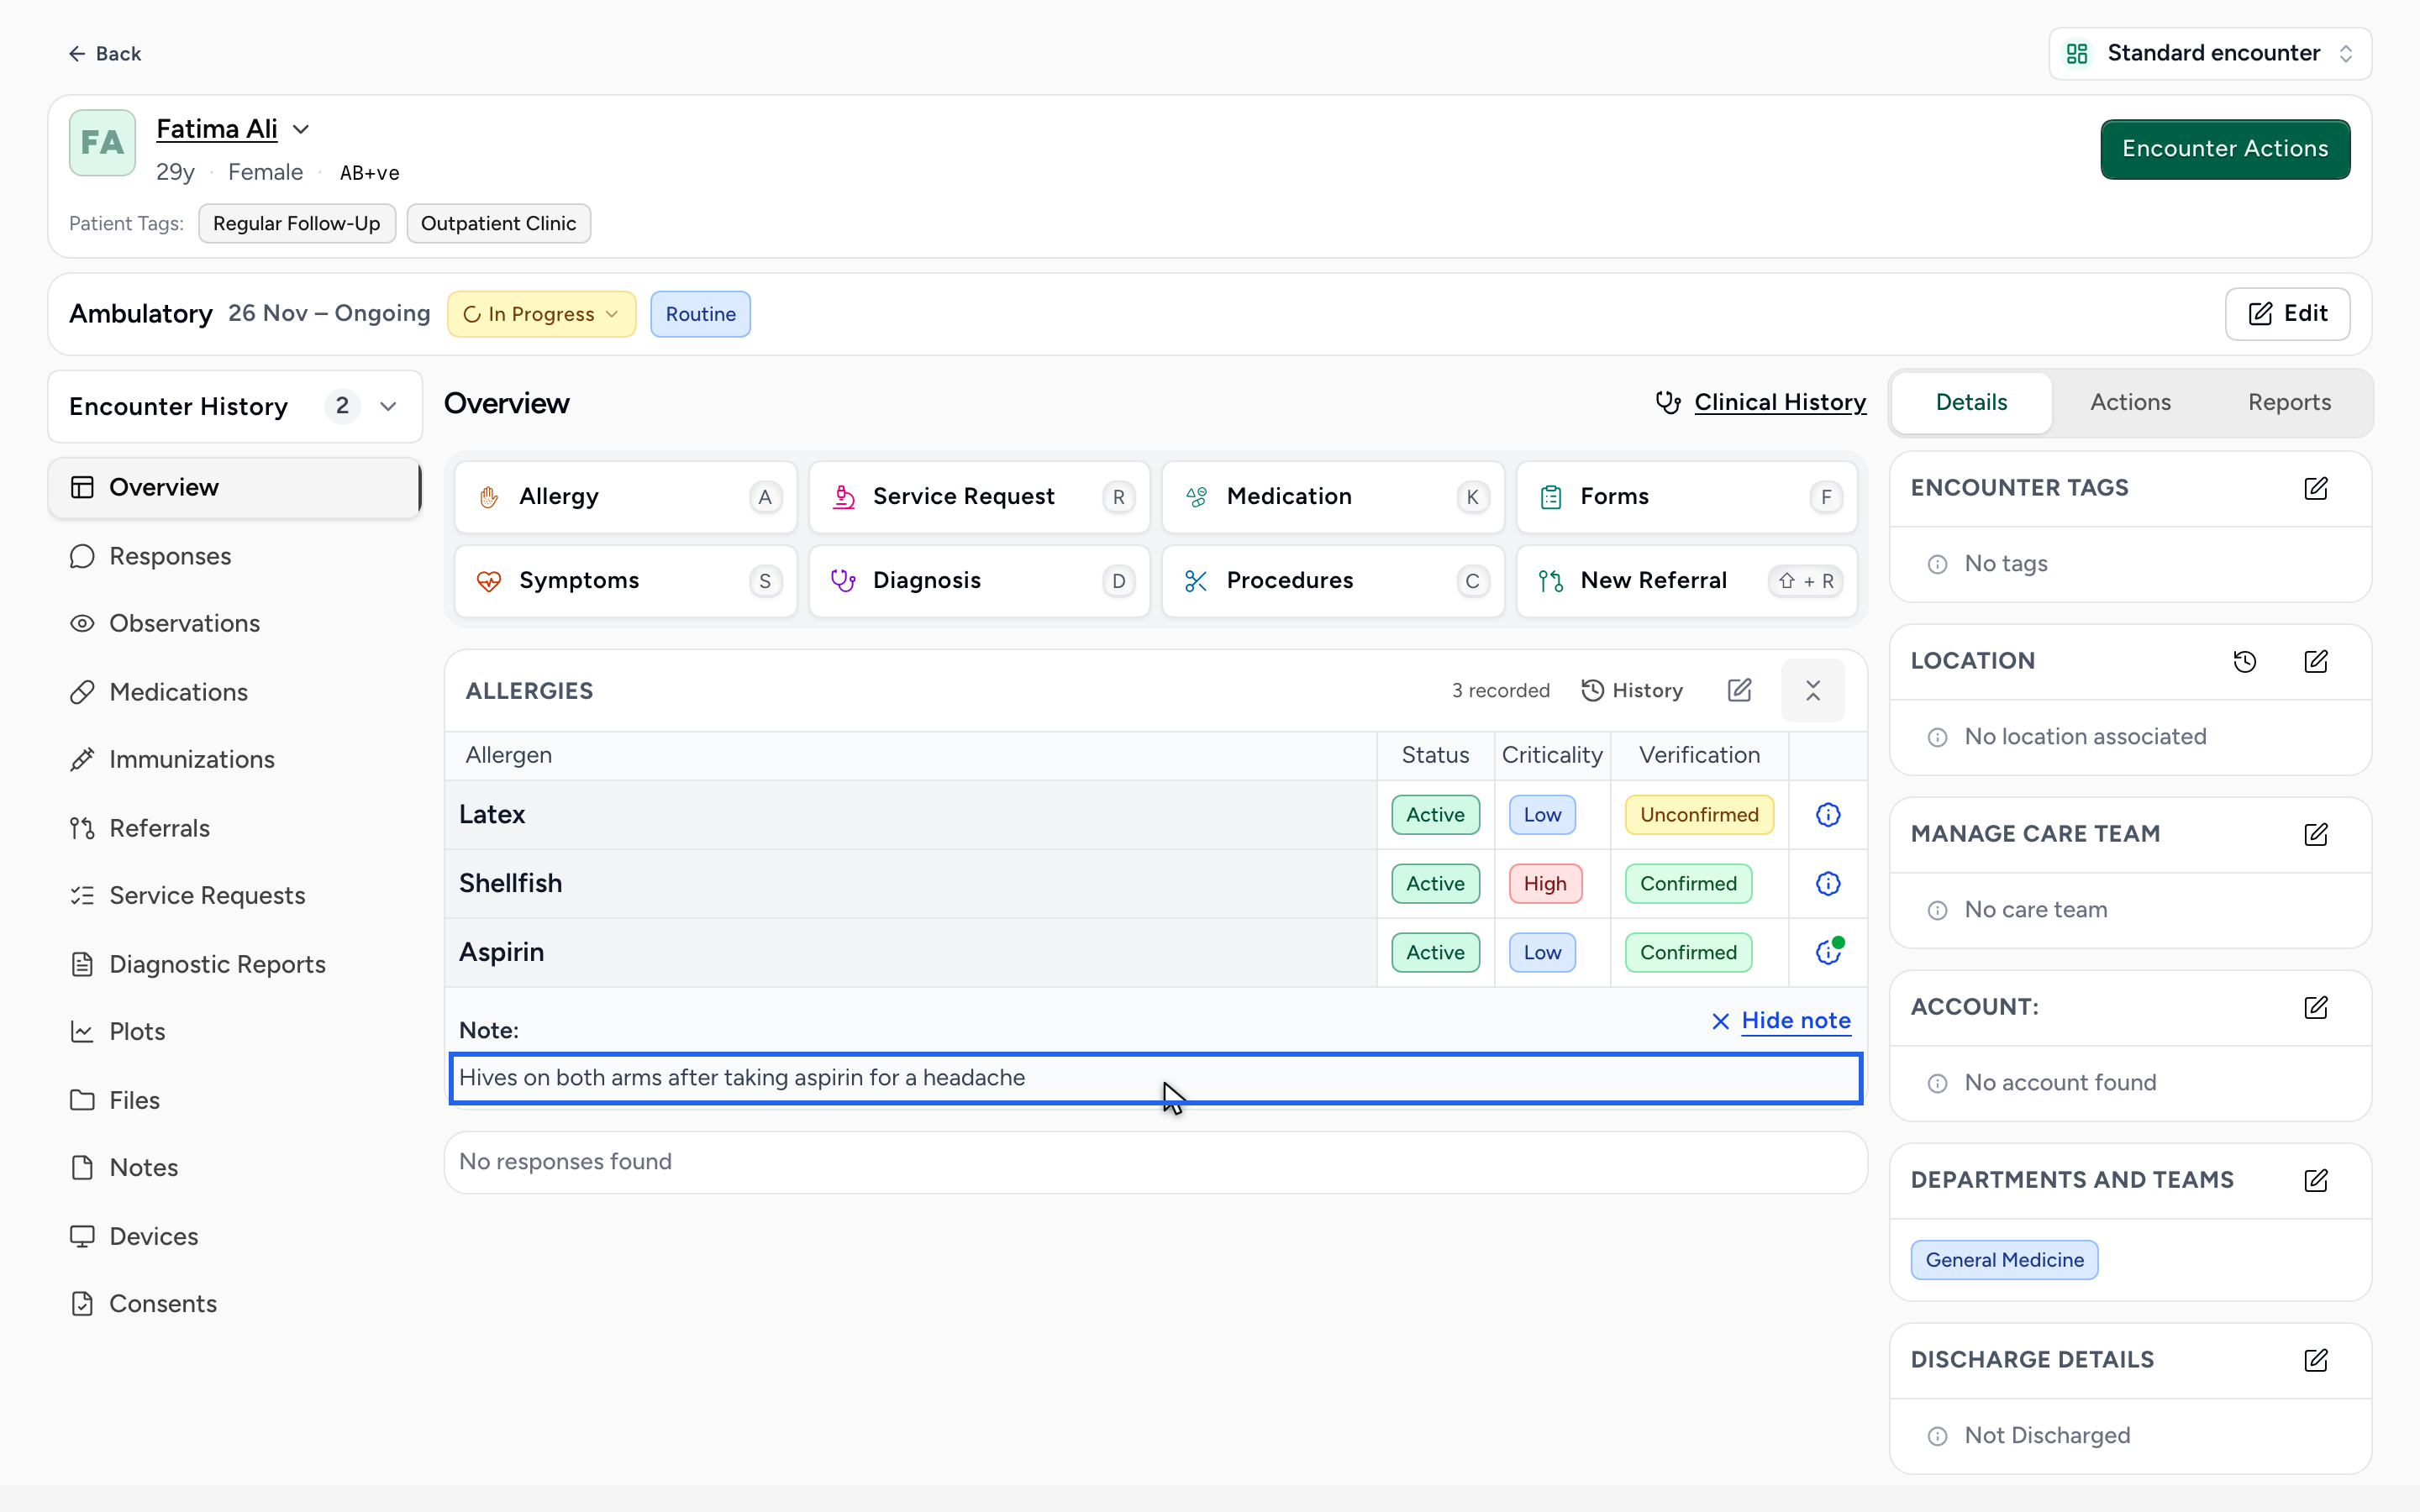 Back
Standard encounter
FA
Fatima Ali
29y · Female · AB+ve
Encounter Actions
Patient Tags: Regular Follow-Up Outpatient Clinic
Ambulatory 26 Nov – Ongoing In Progress Routine
Edit
Encounter History 2
Overview
Responses
Observations
Medications
Immunizations
Referrals
Service Requests
Diagnostic Reports
Plots
Files
Notes
Devices
Consents
Overview
Clinical History
Allergy A
Service Request R
Medication K
Forms F
Symptoms S
Diagnosis D
Procedures C
New Referral ⇧ + R
ALLERGIES
3 recorded History
Allergen Status Criticality Verification
Latex Active Low Unconfirmed
Shellfish Active High Confirmed
Aspirin Active Low Confirmed
Note:
Hide note
Hives on both arms after taking aspirin for a headache
No responses found
Details Actions Reports
ENCOUNTER TAGS
No tags
LOCATION
No location associated
MANAGE CARE TEAM
No care team
ACCOUNT:
No account found
DEPARTMENTS AND TEAMS
General Medicine
DISCHARGE DETAILS
Not Discharged